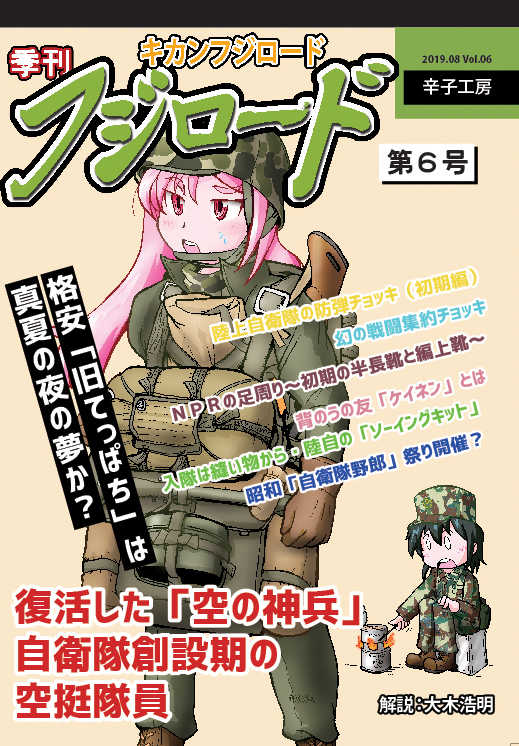 季刊
キカンフジロード
フジロード
2019.08 Vol.06
辛子工房
第６号
陸上自衛隊の防弾チョッキ（初期編）
幻の戦闘集約チョッキ
ＮＰＲの足周り～初期の半長靴と編上靴～
背のうの友「ケイネン」とは
入隊は縫い物から・陸自の「ソーイングキット」
昭和「自衛隊野郎」祭り開催？
格安「旧てっぱち」は
真夏の夜の夢か？
復活した「空の神兵」
自衛隊創設期の
空挺隊員
解説：大木浩明